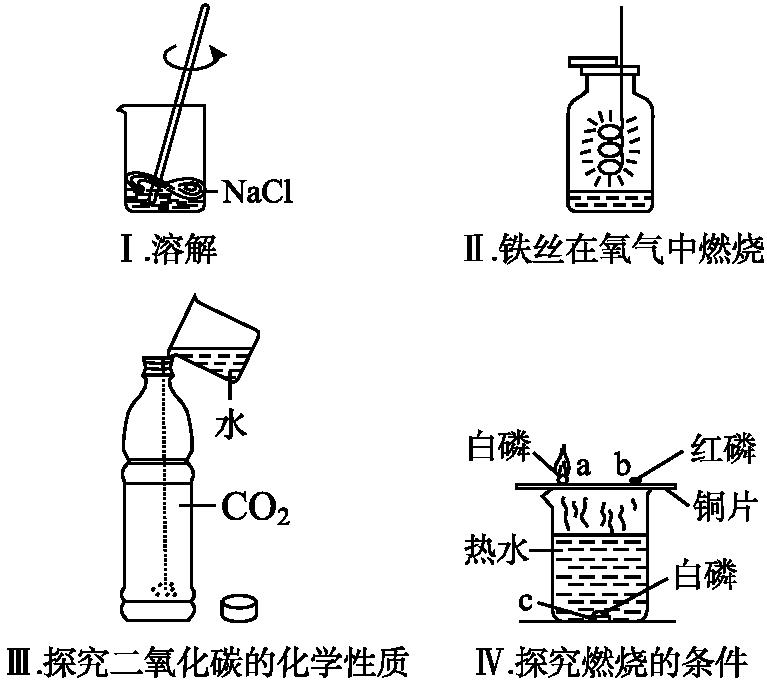 NaCl
Ⅰ.溶解
Ⅱ.铁丝在氧气中燃烧
水
CO₂
Ⅲ.探究二氧化碳的化学性质
白磷
a
b
红磷
铜片
热水
白磷
c
Ⅳ.探究燃烧的条件